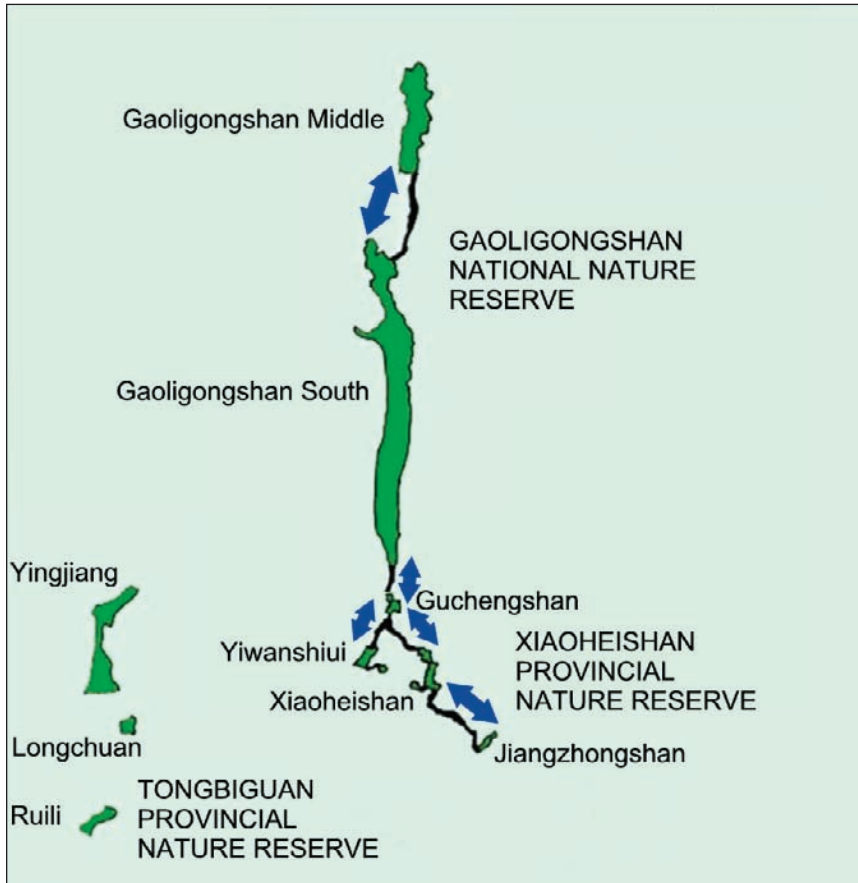 Gaoligongshan Middle
GAOLIGONGSHAN
NATIONAL NATURE
RESERVE
Gaoligongshan South
Yingjiang
Guchengshan
Yiwanshiui
XIAOHEISHAN
PROVINCIAL
NATURE RESERVE
Xiaoheishan
Longchuan
Jiangzhongshan
Ruili
TONGBIGUAN
PROVINCIAL
NATURE RESERVE